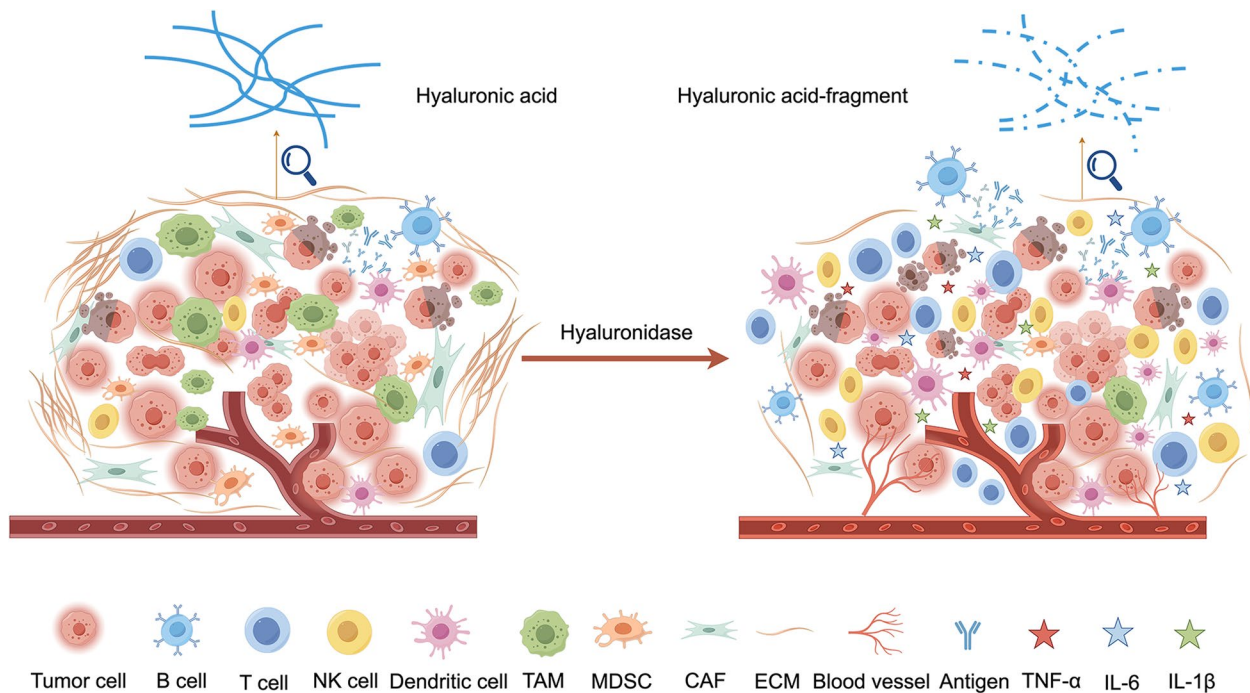 Hyaluronic acid
Hyaluronic acid-fragment
Hyaluronidase
Tumor cell
B cell
T cell
NK cell
Dendritic cell
TAM
MDSC
CAF
ECM
Blood vessel
Antigen
TNF-α
IL-6
IL-1β